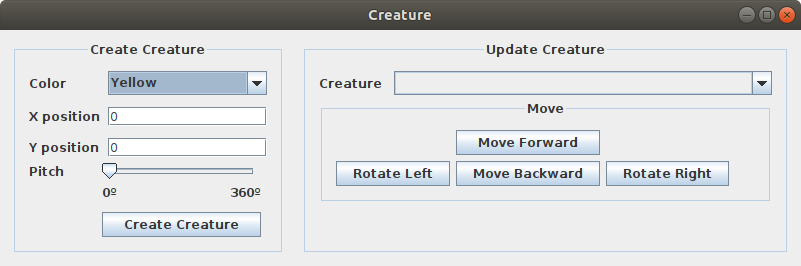 Creature
Create Creature
Color Yellow
X position 0
Y position 0
Pitch
0º 360º
Create Creature
Update Creature
Creature
Move
Move Forward
Rotate Left Move Backward Rotate Right